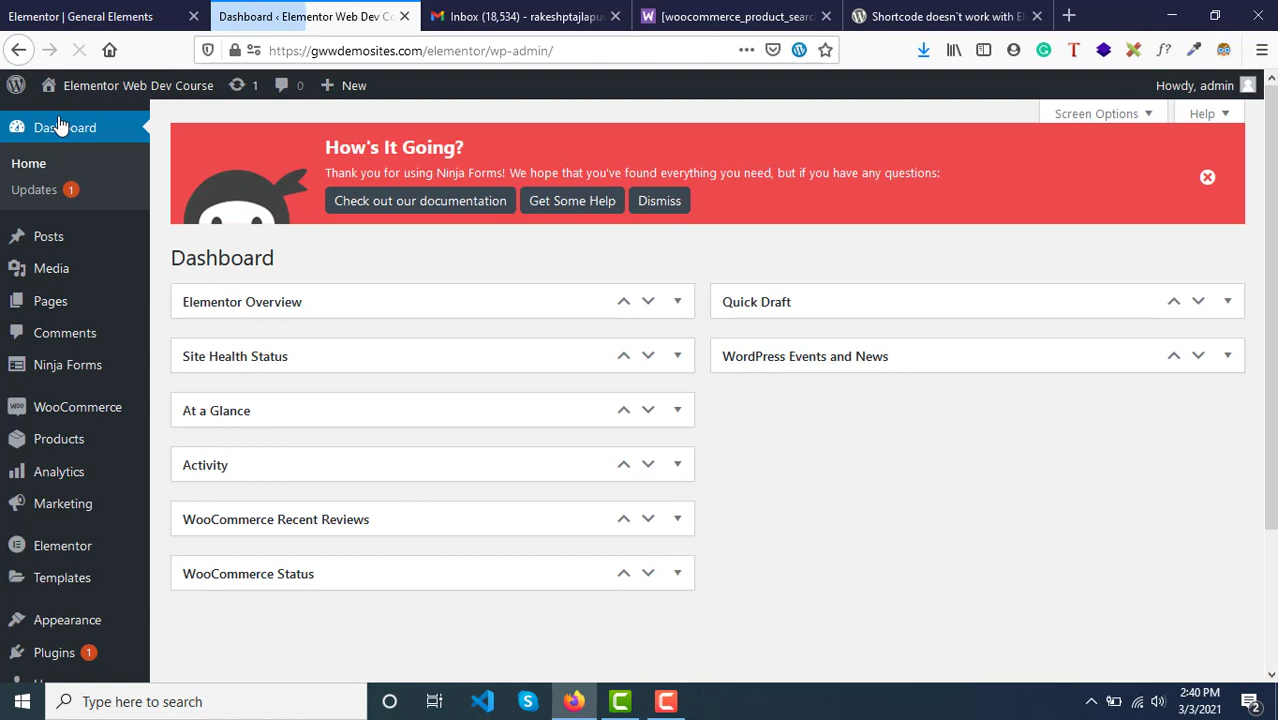 Elementor | General Elements
Dashboard ‹ Elementor Web Dev Co
Inbox (18,534) - rakeshptajlapur
[woocommerce_product_searc
Shortcode doesn`t work with El
https://gwwdemosites.com/elementor/wp-admin/
Elementor Web Dev Course
1
0
New
Howdy, admin
Dashboard
Home
Updates 1
Posts
Media
Pages
Comments
Ninja Forms
WooCommerce
Products
Analytics
Marketing
Elementor
Templates
Appearance
Plugins 1
Screen Options
Help
How's It Going?
Thank you for using Ninja Forms! We hope that you've found everything you need, but if you have any questions:
Check out our documentation
Get Some Help
Dismiss
Dashboard
Elementor Overview
Quick Draft
Site Health Status
WordPress Events and News
At a Glance
Activity
WooCommerce Recent Reviews
WooCommerce Status
Type here to search
2:40 PM
3/3/2021
2